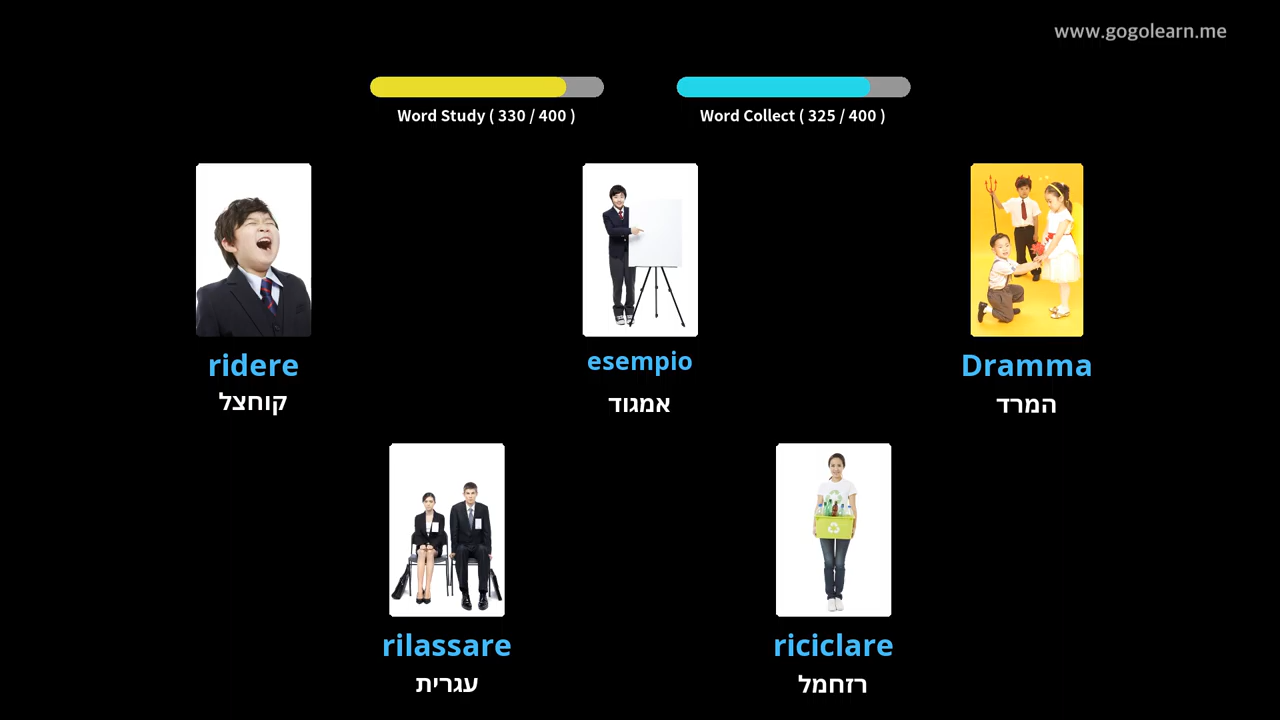 www.gogolearn.me
Word Study ( 330 / 400 )
Word Collect ( 325 / 400 )
ridere
קוחצל
esempio
אמגוד
Dramma
המרד
rilassare
עגרית
riciclare
רזחמל